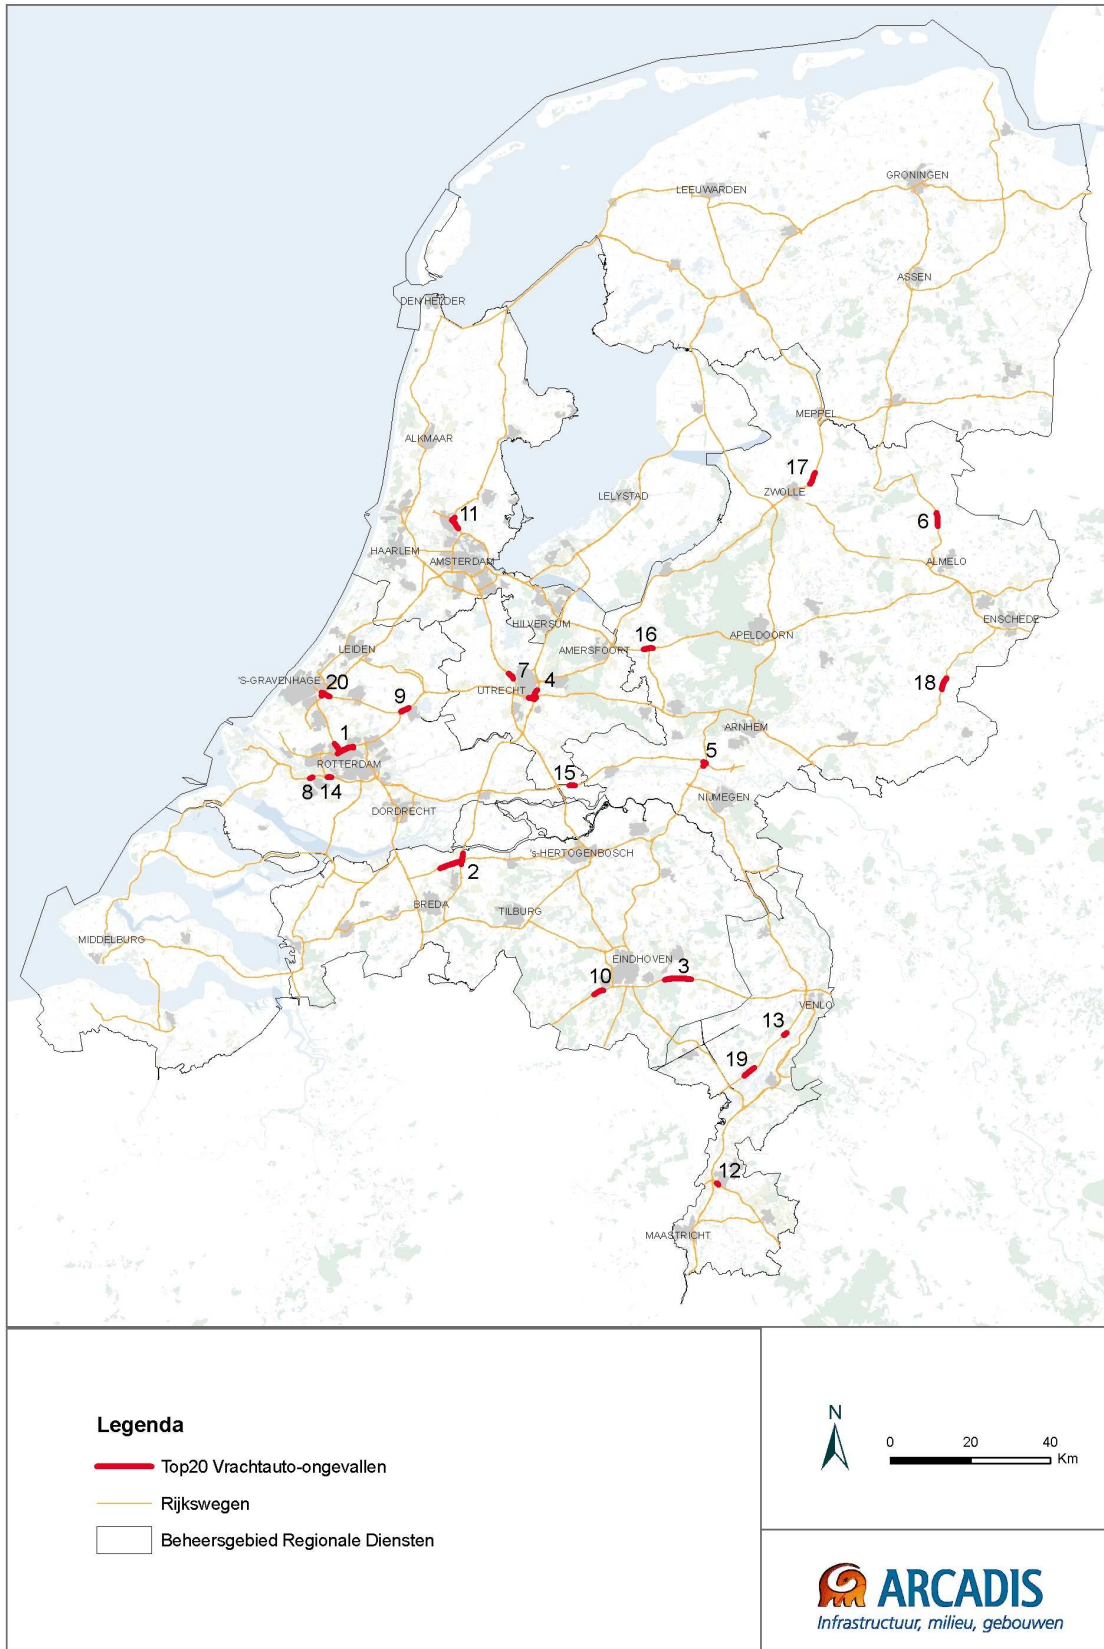 GRONINGEN
LEEUWARDEN
ASSEN
DEN HELDER
MEPPEL
ALKMAAR
17
ZWOLLE
LELYSTAD
11
6
HAARLEM
AMSTERDAM
ALMELO
HILVERSUM
ENSCHEDE
16
APELDOORN
LEIDEN
AMERSFOORT
7
'S-GRAVENHAGE
20
4
UTRECHT
18
9
ARNHEM
1
5
ROTTERDAM
15
8
14
NIJMEGEN
DORDRECHT
's-HERTOGENBOSCH
2
BREDA
TILBURG
MIDDELBURG
EINDHOVEN
3
10
VENLO
13
19
12
MAASTRICHT
Legenda
Top20 Vrachtauto-ongevallen
Rijkswegen
Beheersgebied Regionale Diensten
N
0 20 40
Km
ARCADIS
Infrastructuur, milieu, gebouwen